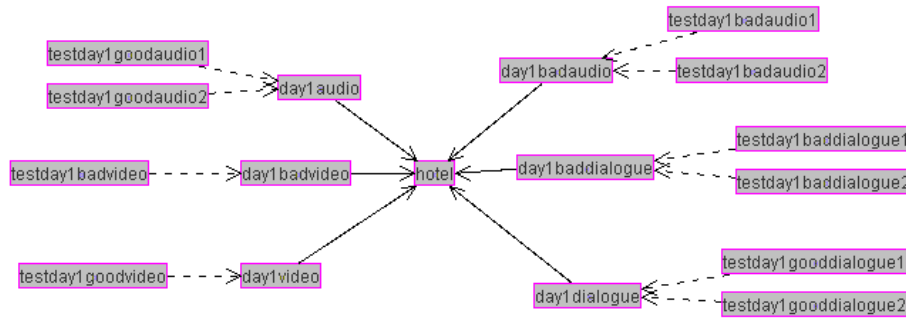 testday1badaudio1
testday1goodaudio1
day1badaudio
testday1badaudio2
day1audio
testday1goodaudio2
testday1baddialogue1
testday1badvideo
day1badvideo
hotel
day1baddialogue
testday1baddialogue2
testday1goodvideo
day1video
testday1gooddialogue1
day1dialogue
testday1gooddialogue2